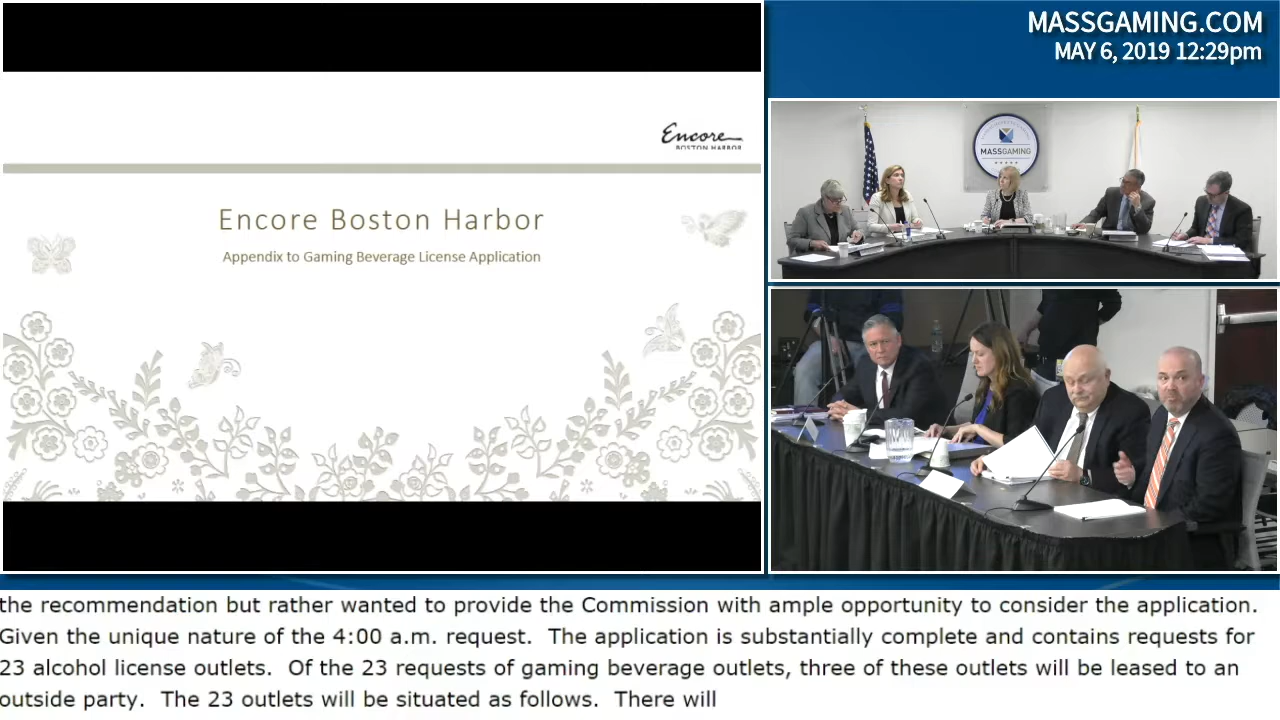 MASSGAMING.COM
MAY 6, 2019 12:29pm
Encore
BOSTON HARBOR
Encore Boston Harbor
Appendix to Gaming Beverage License Application
MASSGAMING
the recommendation but rather wanted to provide the Commission with ample opportunity to consider the application.
Given the unique nature of the 4:00 a.m. request.  The application is substantially complete and contains requests for
23 alcohol license outlets.  Of the 23 requests of gaming beverage outlets, three of these outlets will be leased to an
outside party.  The 23 outlets will be situated as follows.  There will